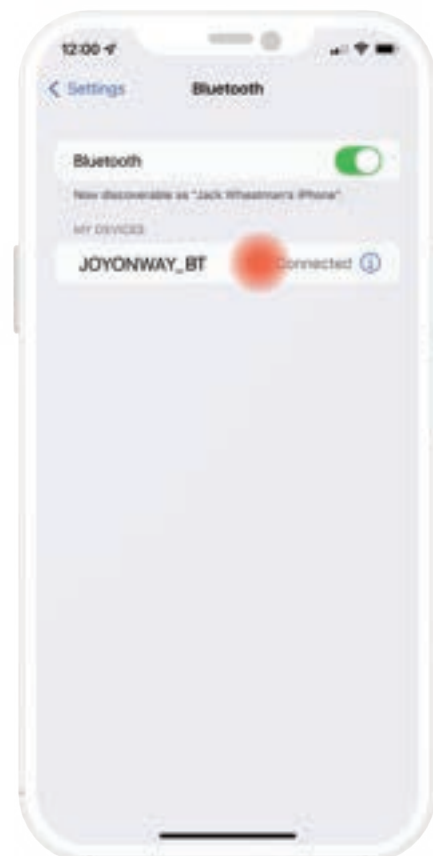 12:00
Settings
Bluetooth
Bluetooth
Now discoverable as "Jack Wheatman's iPhone".
MY DEVICES
JOYONWAY_BT Connected